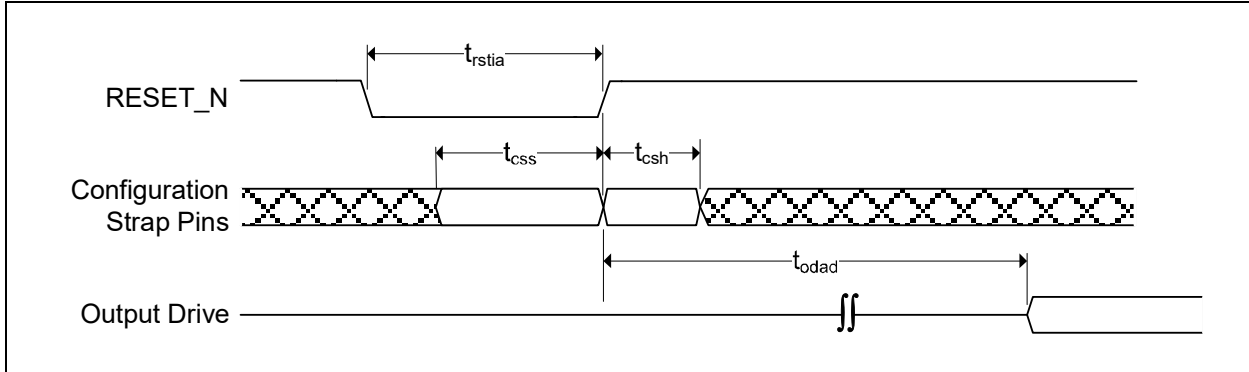 t_rstia
RESET_N
t_css
t_csh
Configuration
Strap Pins
t_odad
Output Drive